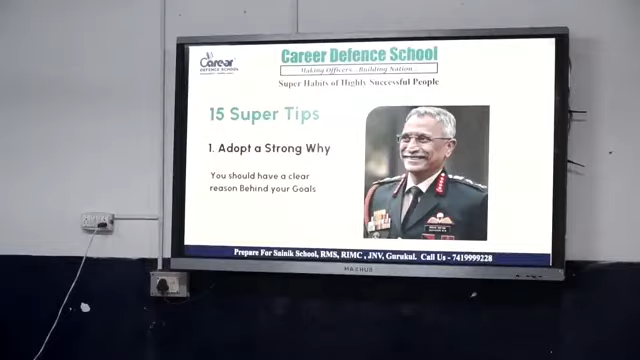 Career
DEFENCE SCHOOL
Career Defence School
Making Officers . Building Nation...
Super Habits of Highly Successful People
15 Super Tips
1. Adopt a Strong Why
You should have a clear
reason Behind your Goals
Prepare For Sainik School, RMS, RIMC, JNV, Gurukul. Call Us - 7419999228
MAXHUB